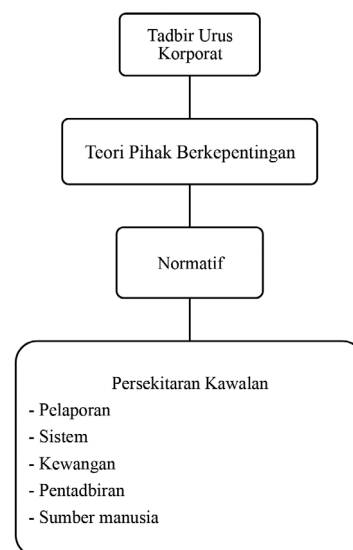 Tadbir Urus
Korporat
Teori Pihak Berkepentingan
Normatif
Persekitaran Kawalan
- Pelaporan
- Sistem
- Kewangan
- Pentadbiran
- Sumber manusia